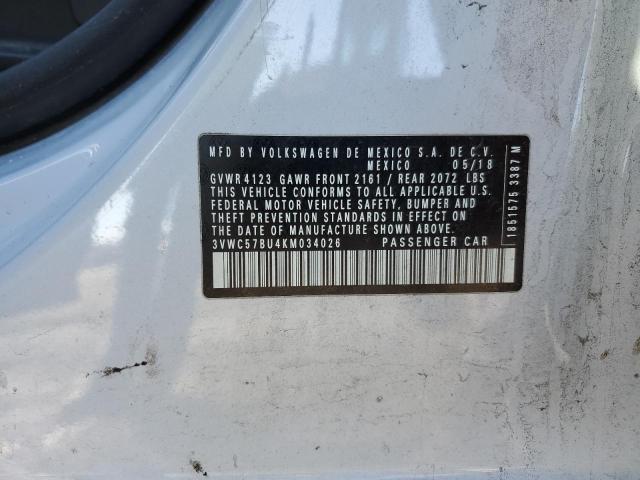 MFD BY VOLKSWAGEN DE MEXICO S.A. DE C.V.
MEXICO 05/18
GVWR 4123 GAWR FRONT 2161 / REAR 2072 LBS
THIS VEHICLE CONFORMS TO ALL APPLICABLE U.S.
FEDERAL MOTOR VEHICLE SAFETY, BUMPER AND
THEFT PREVENTION STANDARDS IN EFFECT ON
THE DATE OF MANUFACTURE SHOWN ABOVE.
3VWC57BU4KM034026 PASSENGER CAR
1851575 3387 M